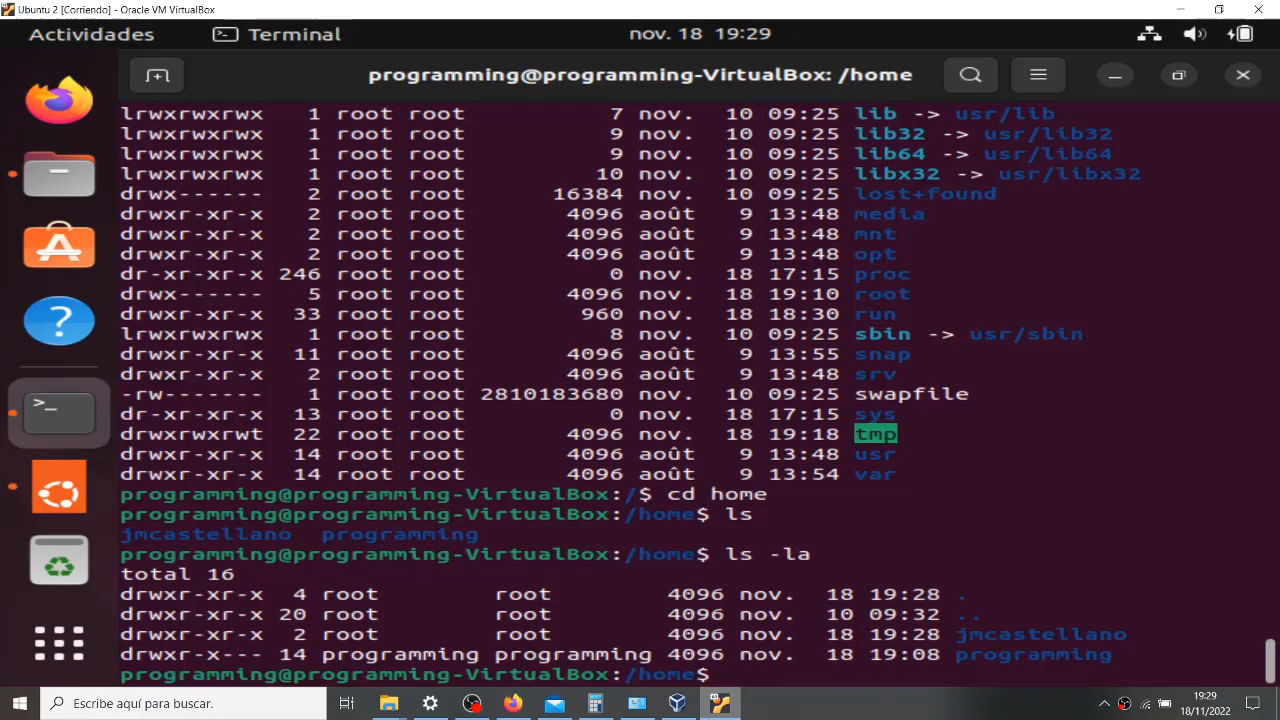 Ubuntu 2 [Corriendo] - Oracle VM VirtualBox
Actividades Terminal nov. 18 19:29
programming@programming-VirtualBox: /home
lrwxrwxrwx 1 root root 7 nov. 10 09:25 lib -> usr/lib
lrwxrwxrwx 1 root root 9 nov. 10 09:25 lib32 -> usr/lib32
lrwxrwxrwx 1 root root 9 nov. 10 09:25 lib64 -> usr/lib64
lrwxrwxrwx 1 root root 10 nov. 10 09:25 libx32 -> usr/libx32
drwx------ 2 root root 16384 nov. 10 09:25 lost+found
drwxr-xr-x 2 root root 4096 août 9 13:48 media
drwxr-xr-x 2 root root 4096 août 9 13:48 mnt
drwxr-xr-x 2 root root 4096 août 9 13:48 opt
dr-xr-xr-x 246 root root 0 nov. 18 17:15 proc
drwx------ 5 root root 4096 nov. 18 19:10 root
drwxr-xr-x 33 root root 960 nov. 18 18:30 run
lrwxrwxrwx 1 root root 8 nov. 10 09:25 sbin -> usr/sbin
drwxr-xr-x 11 root root 4096 août 9 13:55 snap
drwxr-xr-x 2 root root 4096 août 9 13:48 srv
-rw------- 1 root root 2810183680 nov. 10 09:25 swapfile
dr-xr-xr-x 13 root root 0 nov. 18 17:15 sys
drwxrwxrwt 22 root root 4096 nov. 18 19:18 tmp
drwxr-xr-x 14 root root 4096 août 9 13:48 usr
drwxr-xr-x 14 root root 4096 août 9 13:54 var
programming@programming-VirtualBox:/$ cd home
programming@programming-VirtualBox:/home$ ls
jmcastellano programming
programming@programming-VirtualBox:/home$ ls -la
total 16
drwxr-xr-x 4 root root 4096 nov. 18 19:28 .
drwxr-xr-x 20 root root 4096 nov. 10 09:32 ..
drwxr-xr-x 2 root root 4096 nov. 18 19:28 jmcastellano
drwxr-x--- 14 programming programming 4096 nov. 18 19:08 programming
programming@programming-VirtualBox:/home$
Escribe aquí para buscar.
19:29
18/11/2022